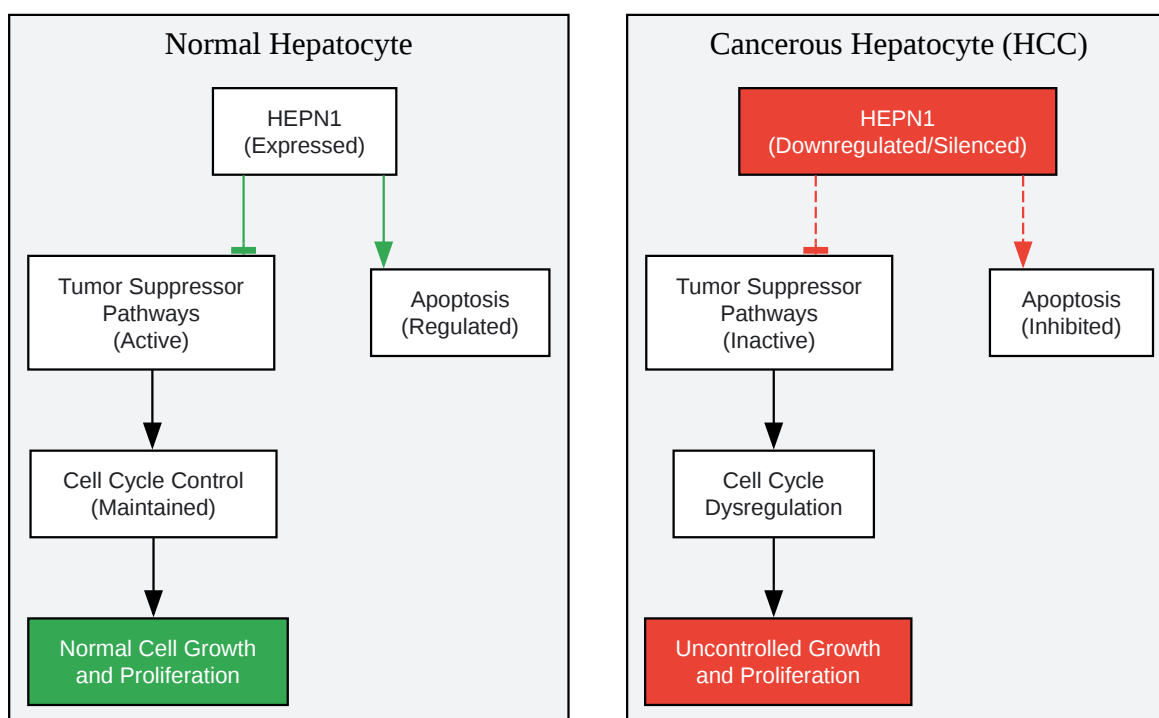 Normal Hepatocyte
HEPN1
(Expressed)
Tumor Suppressor
Pathways
(Active)
Apoptosis
(Regulated)
Cell Cycle Control
(Maintained)
Normal Cell Growth
and Proliferation
Cancerous Hepatocyte (HCC)
HEPN1
(Downregulated/Silenced)
Tumor Suppressor
Pathways
(Inactive)
Apoptosis
(Inhibited)
Cell Cycle
Dysregulation
Uncontrolled Growth
and Proliferation